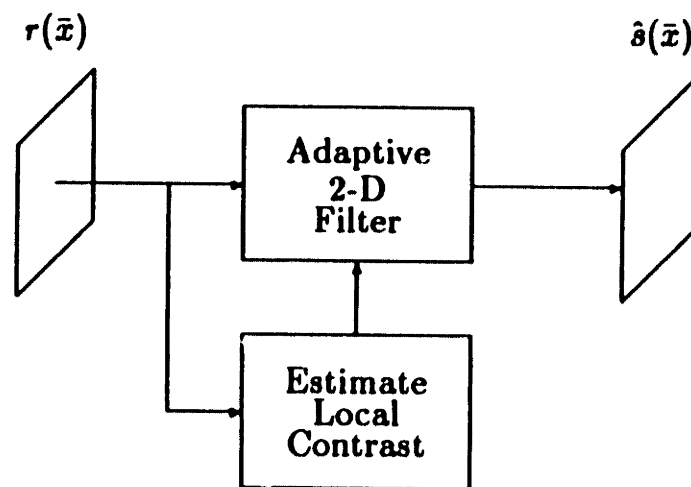 r(x̄)
ŝ(x̄)
Adaptive
2-D
Filter
Estimate
Local
Contrast